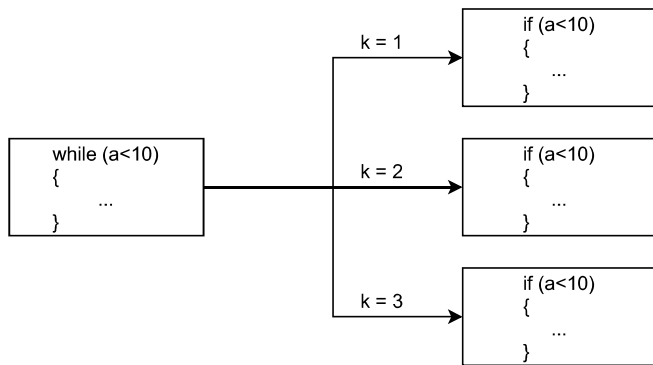 while (a<10)
{
...
}
k = 1
if (a<10)
{
...
}
k = 2
if (a<10)
{
...
}
k = 3
if (a<10)
{
...
}